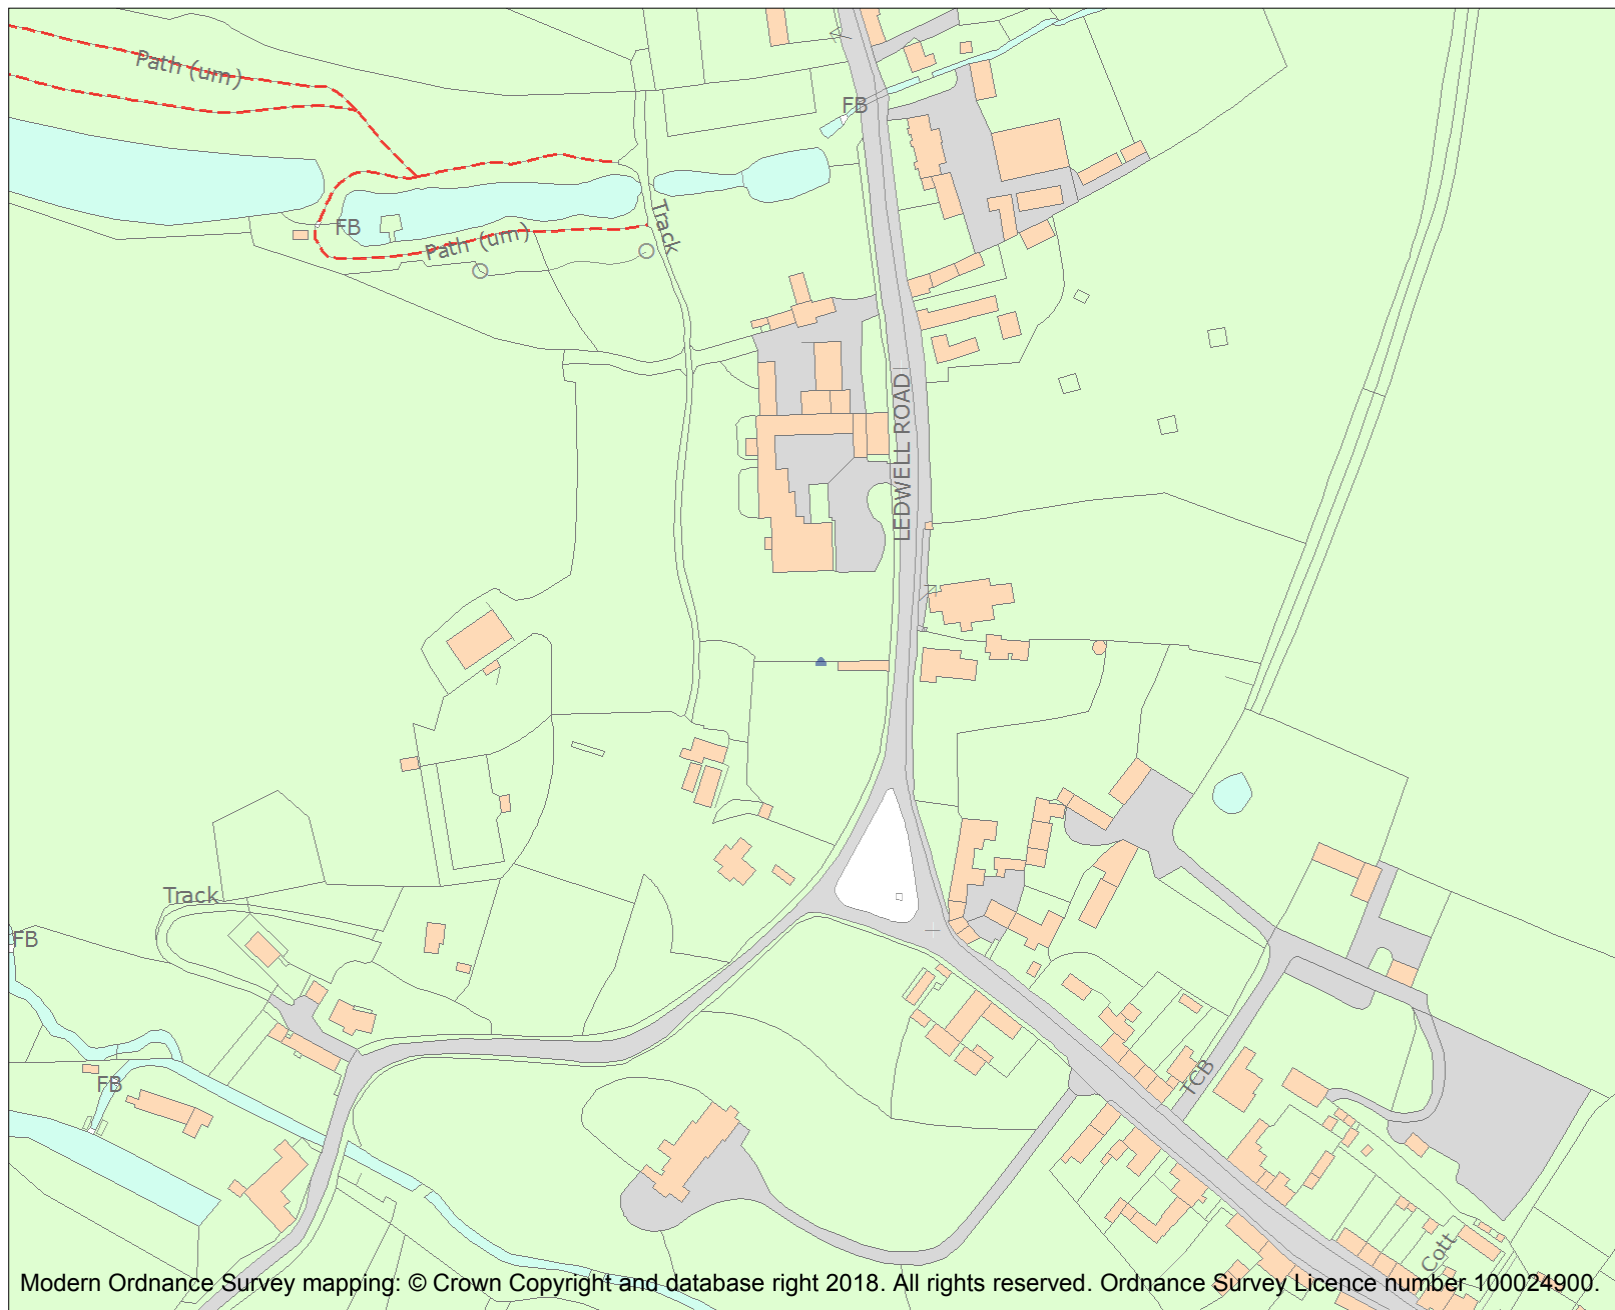 Path (um)
FB
FB
Path (um)
Track
LEDWELL ROAD
Track
FB
FB
TCB
Cott
Modern Ordnance Survey mapping: © Crown Copyright and database right 2018. All rights reserved. Ordnance Survey Licence number 100024900.